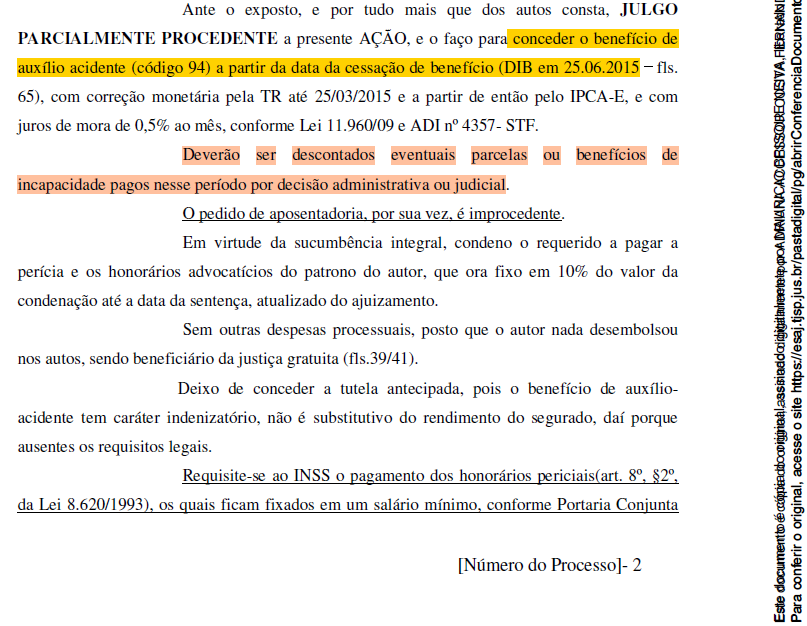 Ante o exposto, e por tudo mais que dos autos consta, JULGO
PARCIALMENTE PROCEDENTE a presente AÇÃO, e o faço para conceder o benefício de
auxílio acidente (código 94) a partir da data da cessação de benefício (DIB em 25.06.2015 – fls.
65), com correção monetária pela TR até 25/03/2015 e a partir de então pelo IPCA-E, e com
juros de mora de 0,5% ao mês, conforme Lei 11.960/09 e ADI nº 4357- STF.
Deverão ser descontados eventuais parcelas ou benefícios de
incapacidade pagos nesse período por decisão administrativa ou judicial.
O pedido de aposentadoria, por sua vez, é improcedente.
Em virtude da sucumbência integral, condeno o requerido a pagar a
perícia e os honorários advocatícios do patrono do autor, que ora fixo em 10% do valor da
condenação até a data da sentença, atualizado do ajuizamento.
Sem outras despesas processuais, posto que o autor nada desembolsou
nos autos, sendo beneficiário da justiça gratuita (fls.39/41).
Deixo de conceder a tutela antecipada, pois o benefício de auxílio-
acidente tem caráter indenizatório, não é substitutivo do rendimento do segurado, daí porque
ausentes os requisitos legais.
Requisite-se ao INSS o pagamento dos honorários periciais(art. 8º, §2º,
da Lei 8.620/1993), os quais ficam fixados em um salário mínimo, conforme Portaria Conjunta
[Número do Processo]- 2
Este documento é cópia do original, assinado digitalmente por
Para conferir o original, acesse o site https://esaj.tjsp.jus.br/pastadigital/pg/abrirConferenciaDocumento